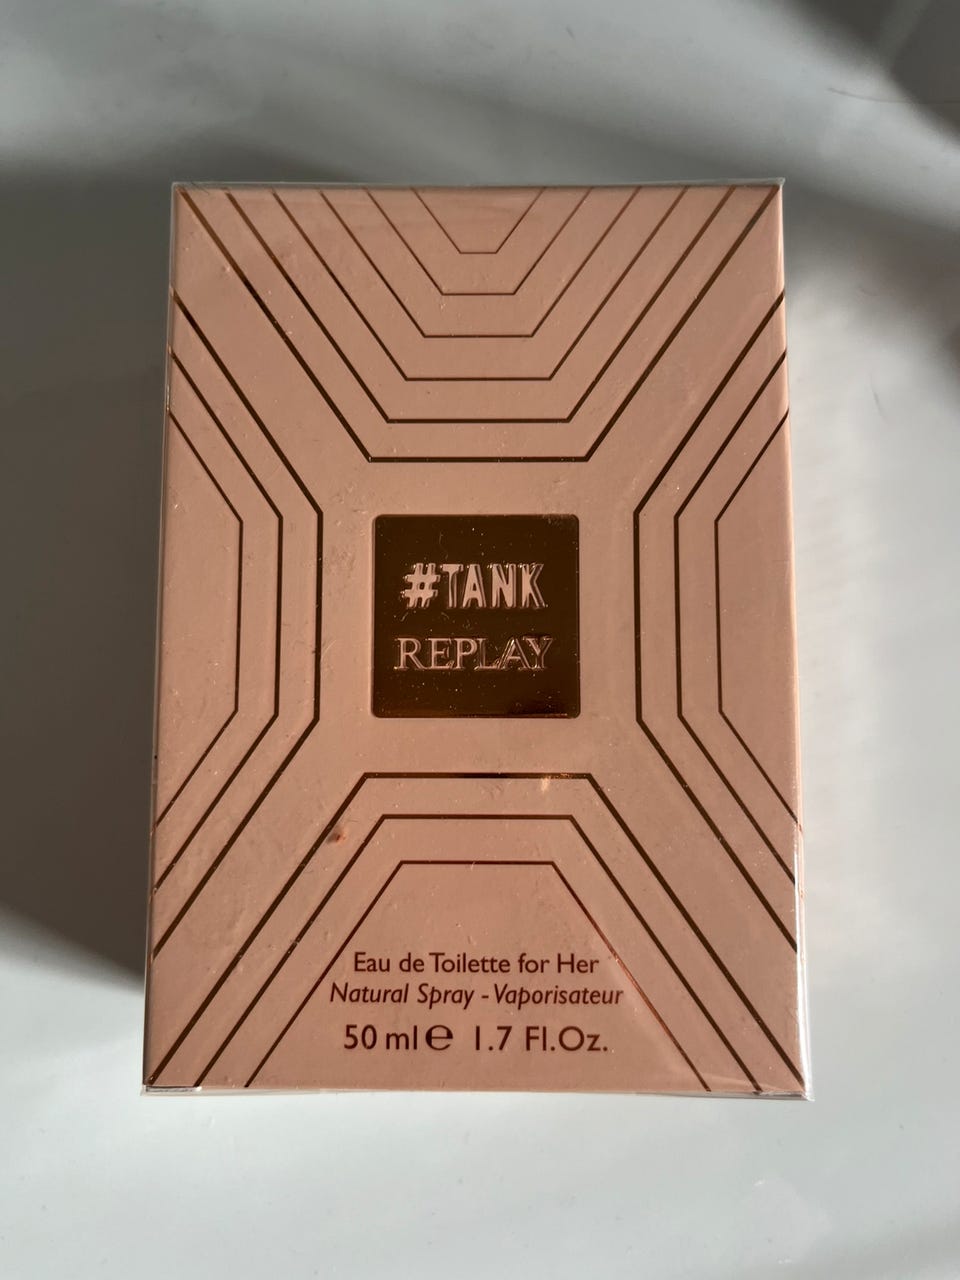 #TANK
REPLAY
Eau de Toilette for Her
Natural Spray - Vaporisateur
50 ml ℮ 1.7 Fl.Oz.